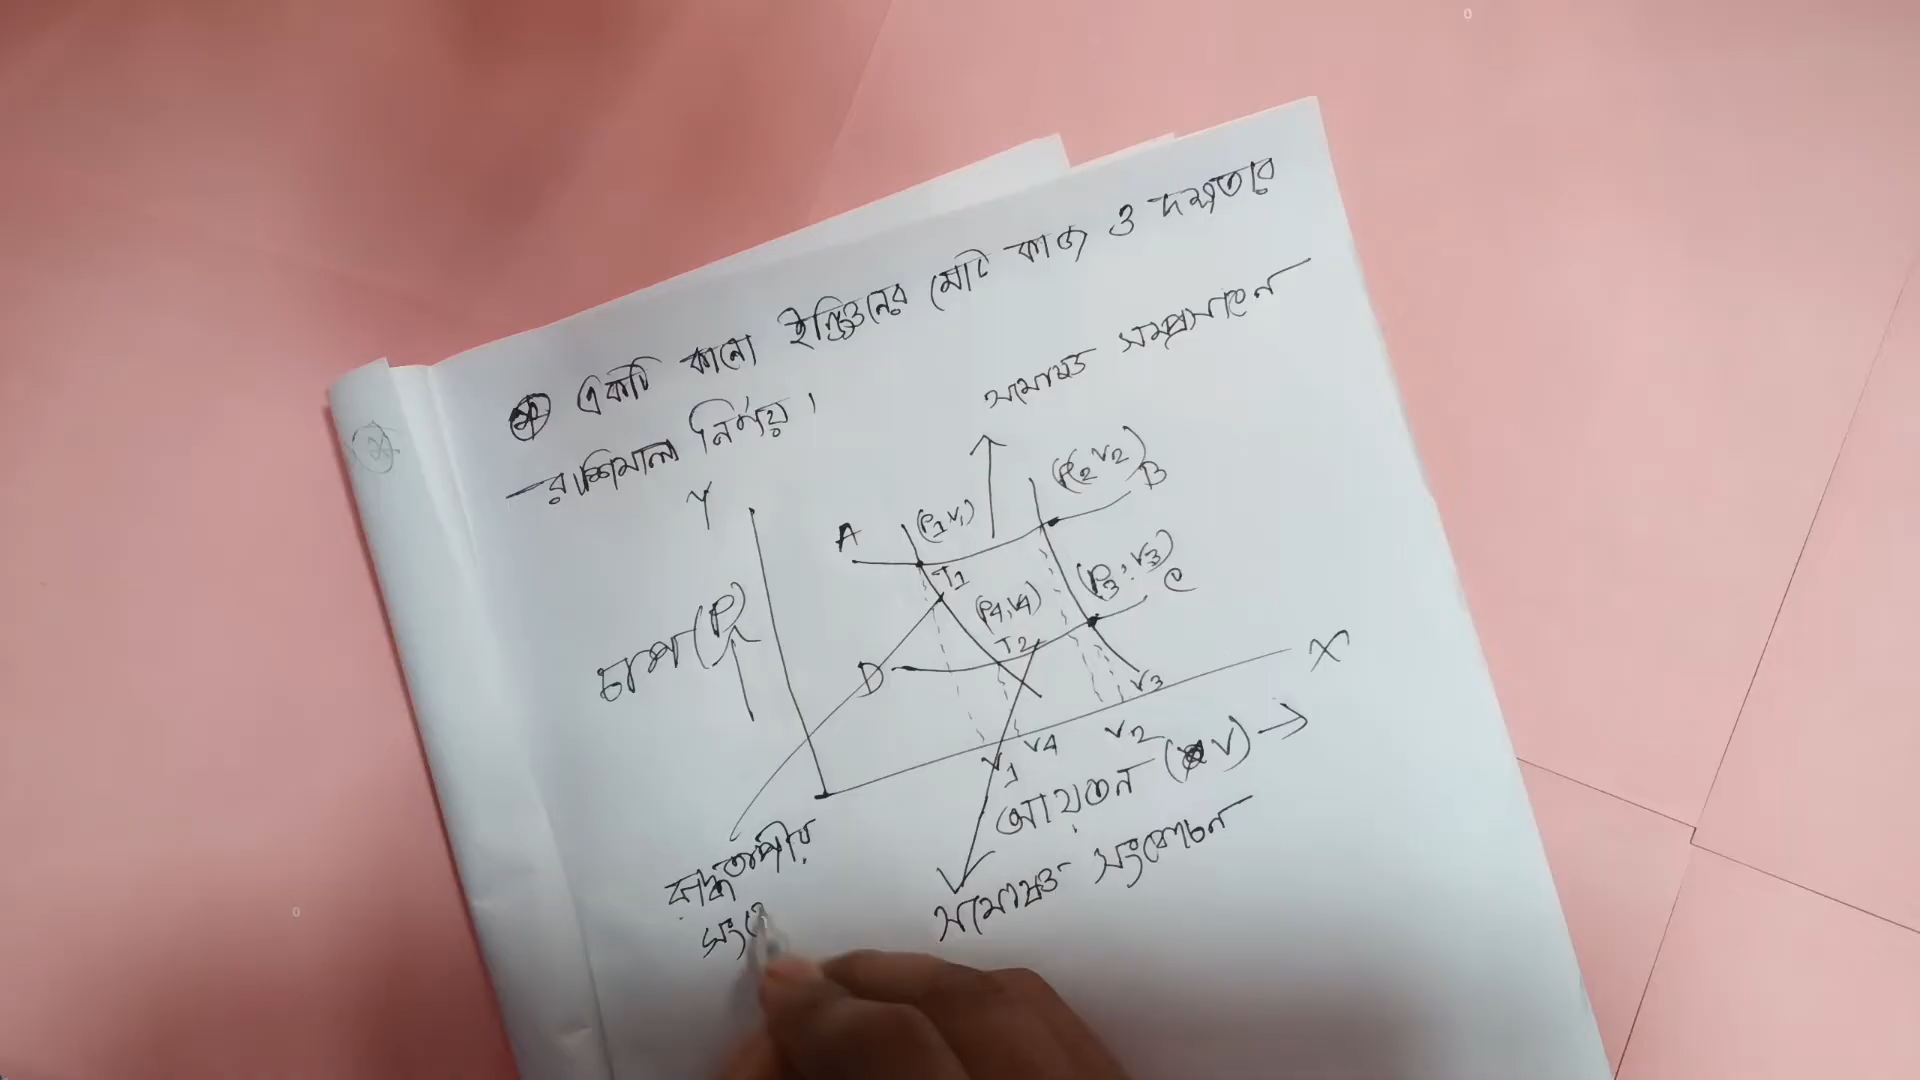 একটি কার্নো ইঞ্জিনের মোট কাজ ও দক্ষতার
রাশিমালা নির্ণয়।
সমোষ্ণ সম্প্রসারণ
Y
A
(P1V1)
(P2V2)
B
T1
(P4,V4)
(P3,V3)
C
চাপ (P)
D
T2
V3
X
V1
V4
V2
আয়তন (V) →
রুদ্ধতাপীয়
সমোষ্ণ সংকোচন